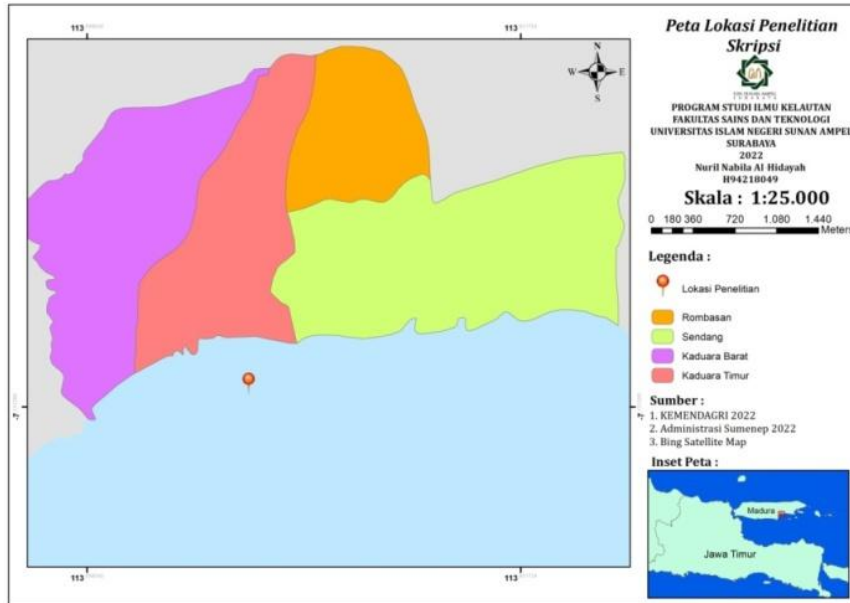 Peta Lokasi Penelitian
Skripsi
PROGRAM STUDI ILMU KELAUTAN
FAKULTAS SAINS DAN TEKNOLOGI
UNIVERSITAS ISLAM NEGERI SUNAN AMPEL
SURABAYA
2022
Nuril Nabila Al Hidayah
H94218049
Skala : 1:25.000
0 180 360 720 1.080 1.440
Meters
Legenda :
Lokasi Penelitian
Rombasan
Sendang
Kaduara Barat
Kaduara Timur
Sumber :
1. KEMENDAGRI 2022
2. Administrasi Sumenep 2022
3. Bing Satellite Map
Inset Peta :
Madura
Jawa Timur
113
113
N
W E
S
-7
-7
113
113